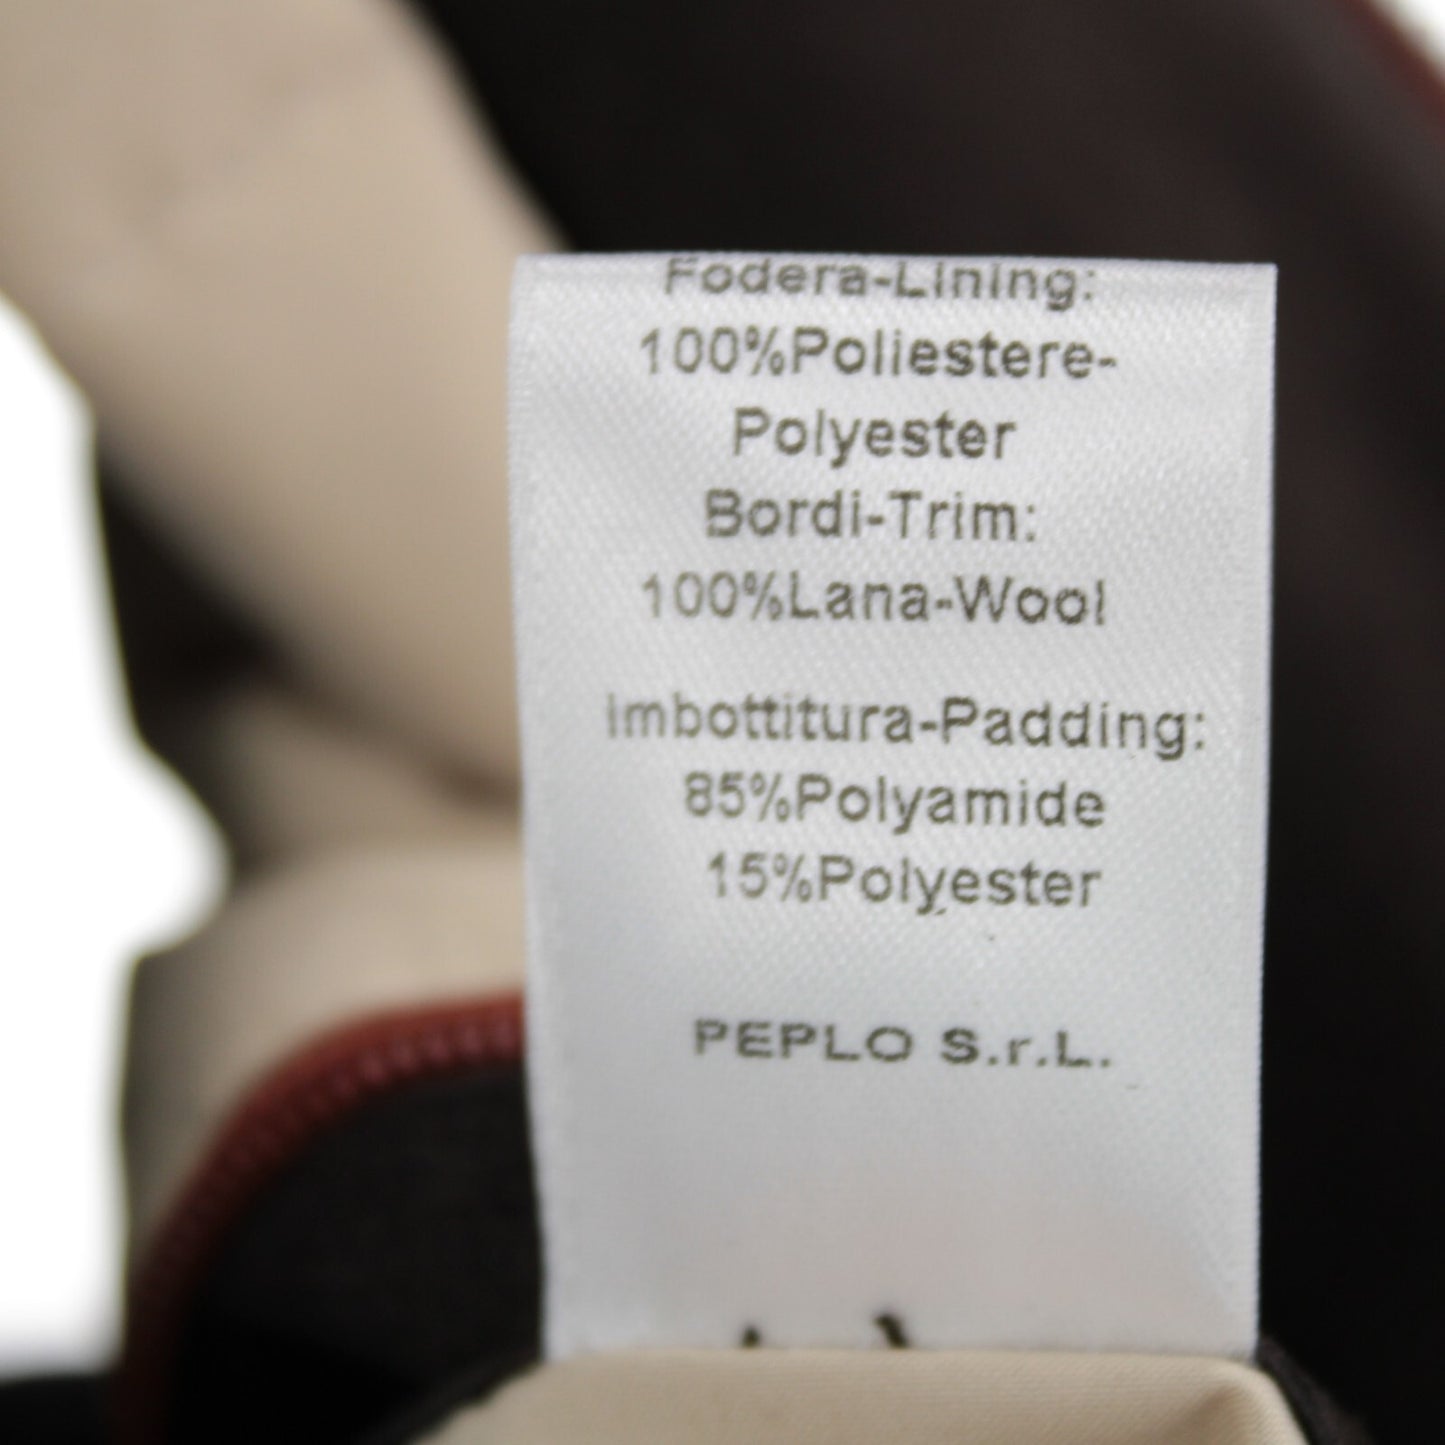 Fodera-Lining:
100%Poliestere-
Polyester
Bordi-Trim:
100%Lana-Wool
imbottitura-Padding:
85%Polyamide
15%Polyester
PEPLO S.r.L.